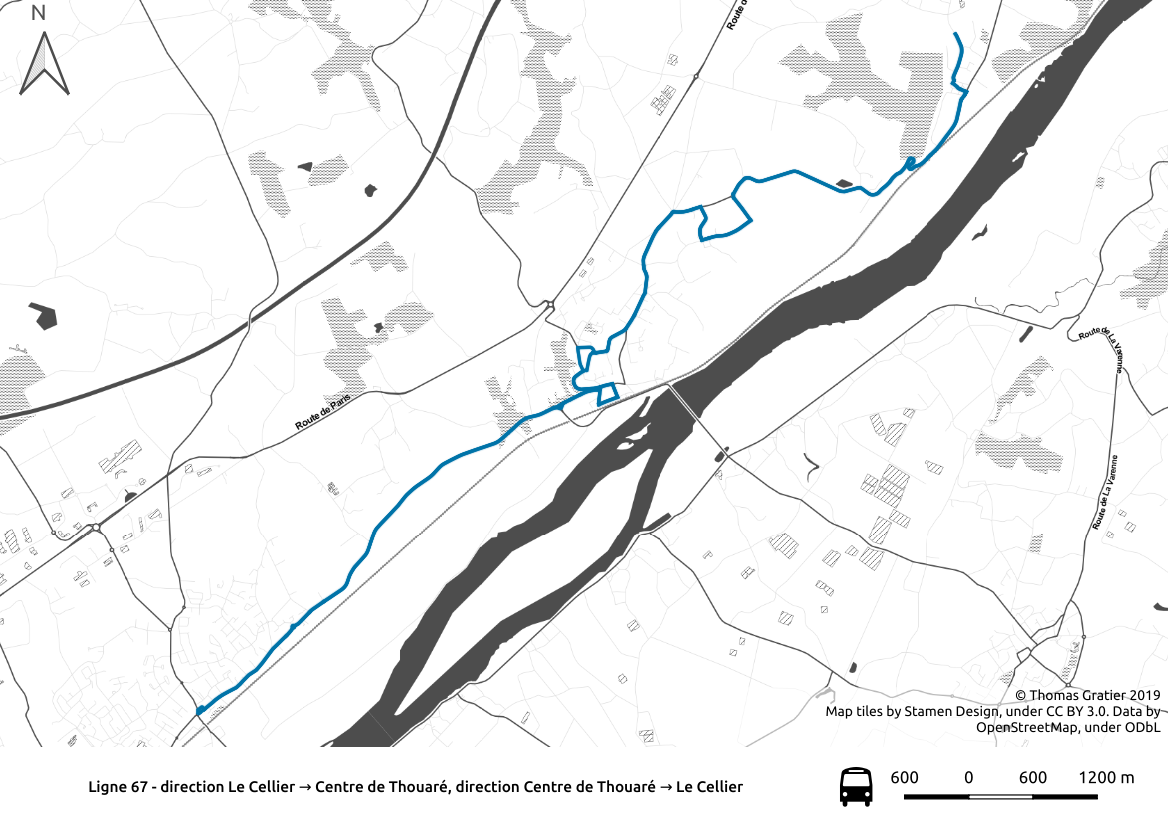 N
Route d
Route de La Varenne
Route de Paris
Route de La Varenne
© Thomas Gratier 2019
Map tiles by Stamen Design, under CC BY 3.0. Data by
OpenStreetMap, under ODbL
Ligne 67 - direction Le Cellier → Centre de Thouaré, direction Centre de Thouaré → Le Cellier
600 0 600 1200 m